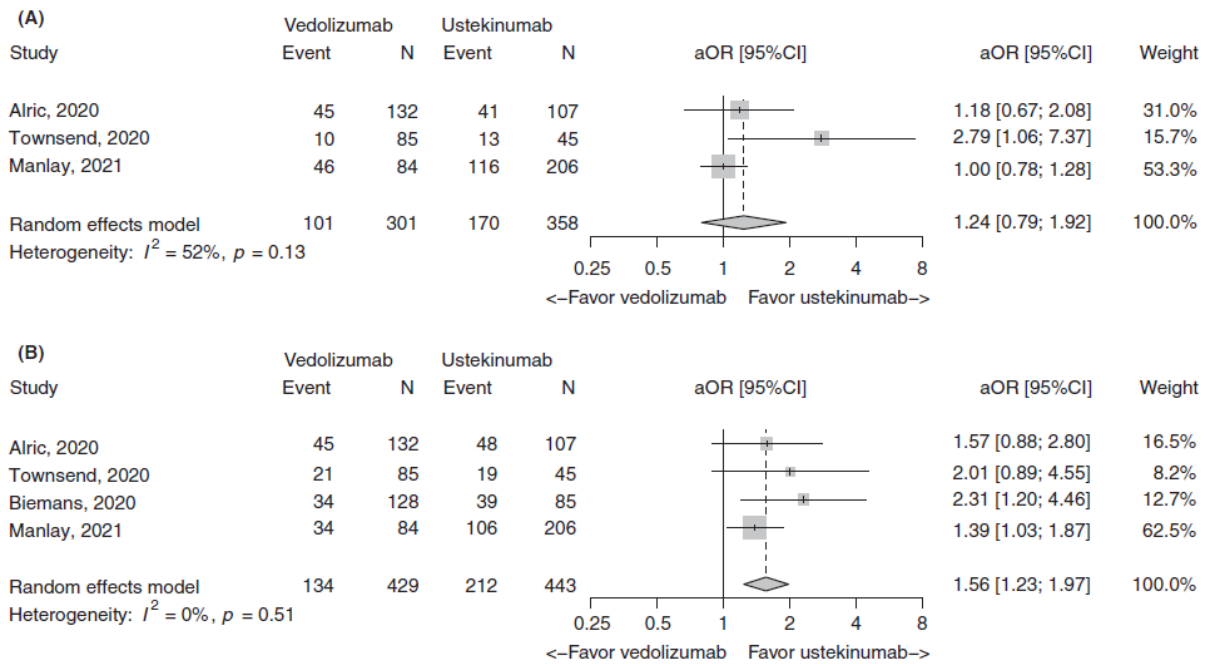 (A)
Vedolizumab Ustekinumab
Study Event N Event N aOR [95%CI] aOR [95%CI] Weight
Alric, 2020 45 132 41 107 1.18 [0.67; 2.08] 31.0%
Townsend, 2020 10 85 13 45 2.79 [1.06; 7.37] 15.7%
Manlay, 2021 46 84 116 206 1.00 [0.78; 1.28] 53.3%
Random effects model 101 301 170 358 1.24 [0.79; 1.92] 100.0%
Heterogeneity: I² = 52%, p = 0.13
0.25 0.5 1 2 4 8
<–Favor vedolizumab Favor ustekinumab–>
(B)
Vedolizumab Ustekinumab
Study Event N Event N aOR [95%CI] aOR [95%CI] Weight
Alric, 2020 45 132 48 107 1.57 [0.88; 2.80] 16.5%
Townsend, 2020 21 85 19 45 2.01 [0.89; 4.55] 8.2%
Biemans, 2020 34 128 39 85 2.31 [1.20; 4.46] 12.7%
Manlay, 2021 34 84 106 206 1.39 [1.03; 1.87] 62.5%
Random effects model 134 429 212 443 1.56 [1.23; 1.97] 100.0%
Heterogeneity: I² = 0%, p = 0.51
0.25 0.5 1 2 4 8
<–Favor vedolizumab Favor ustekinumab–>